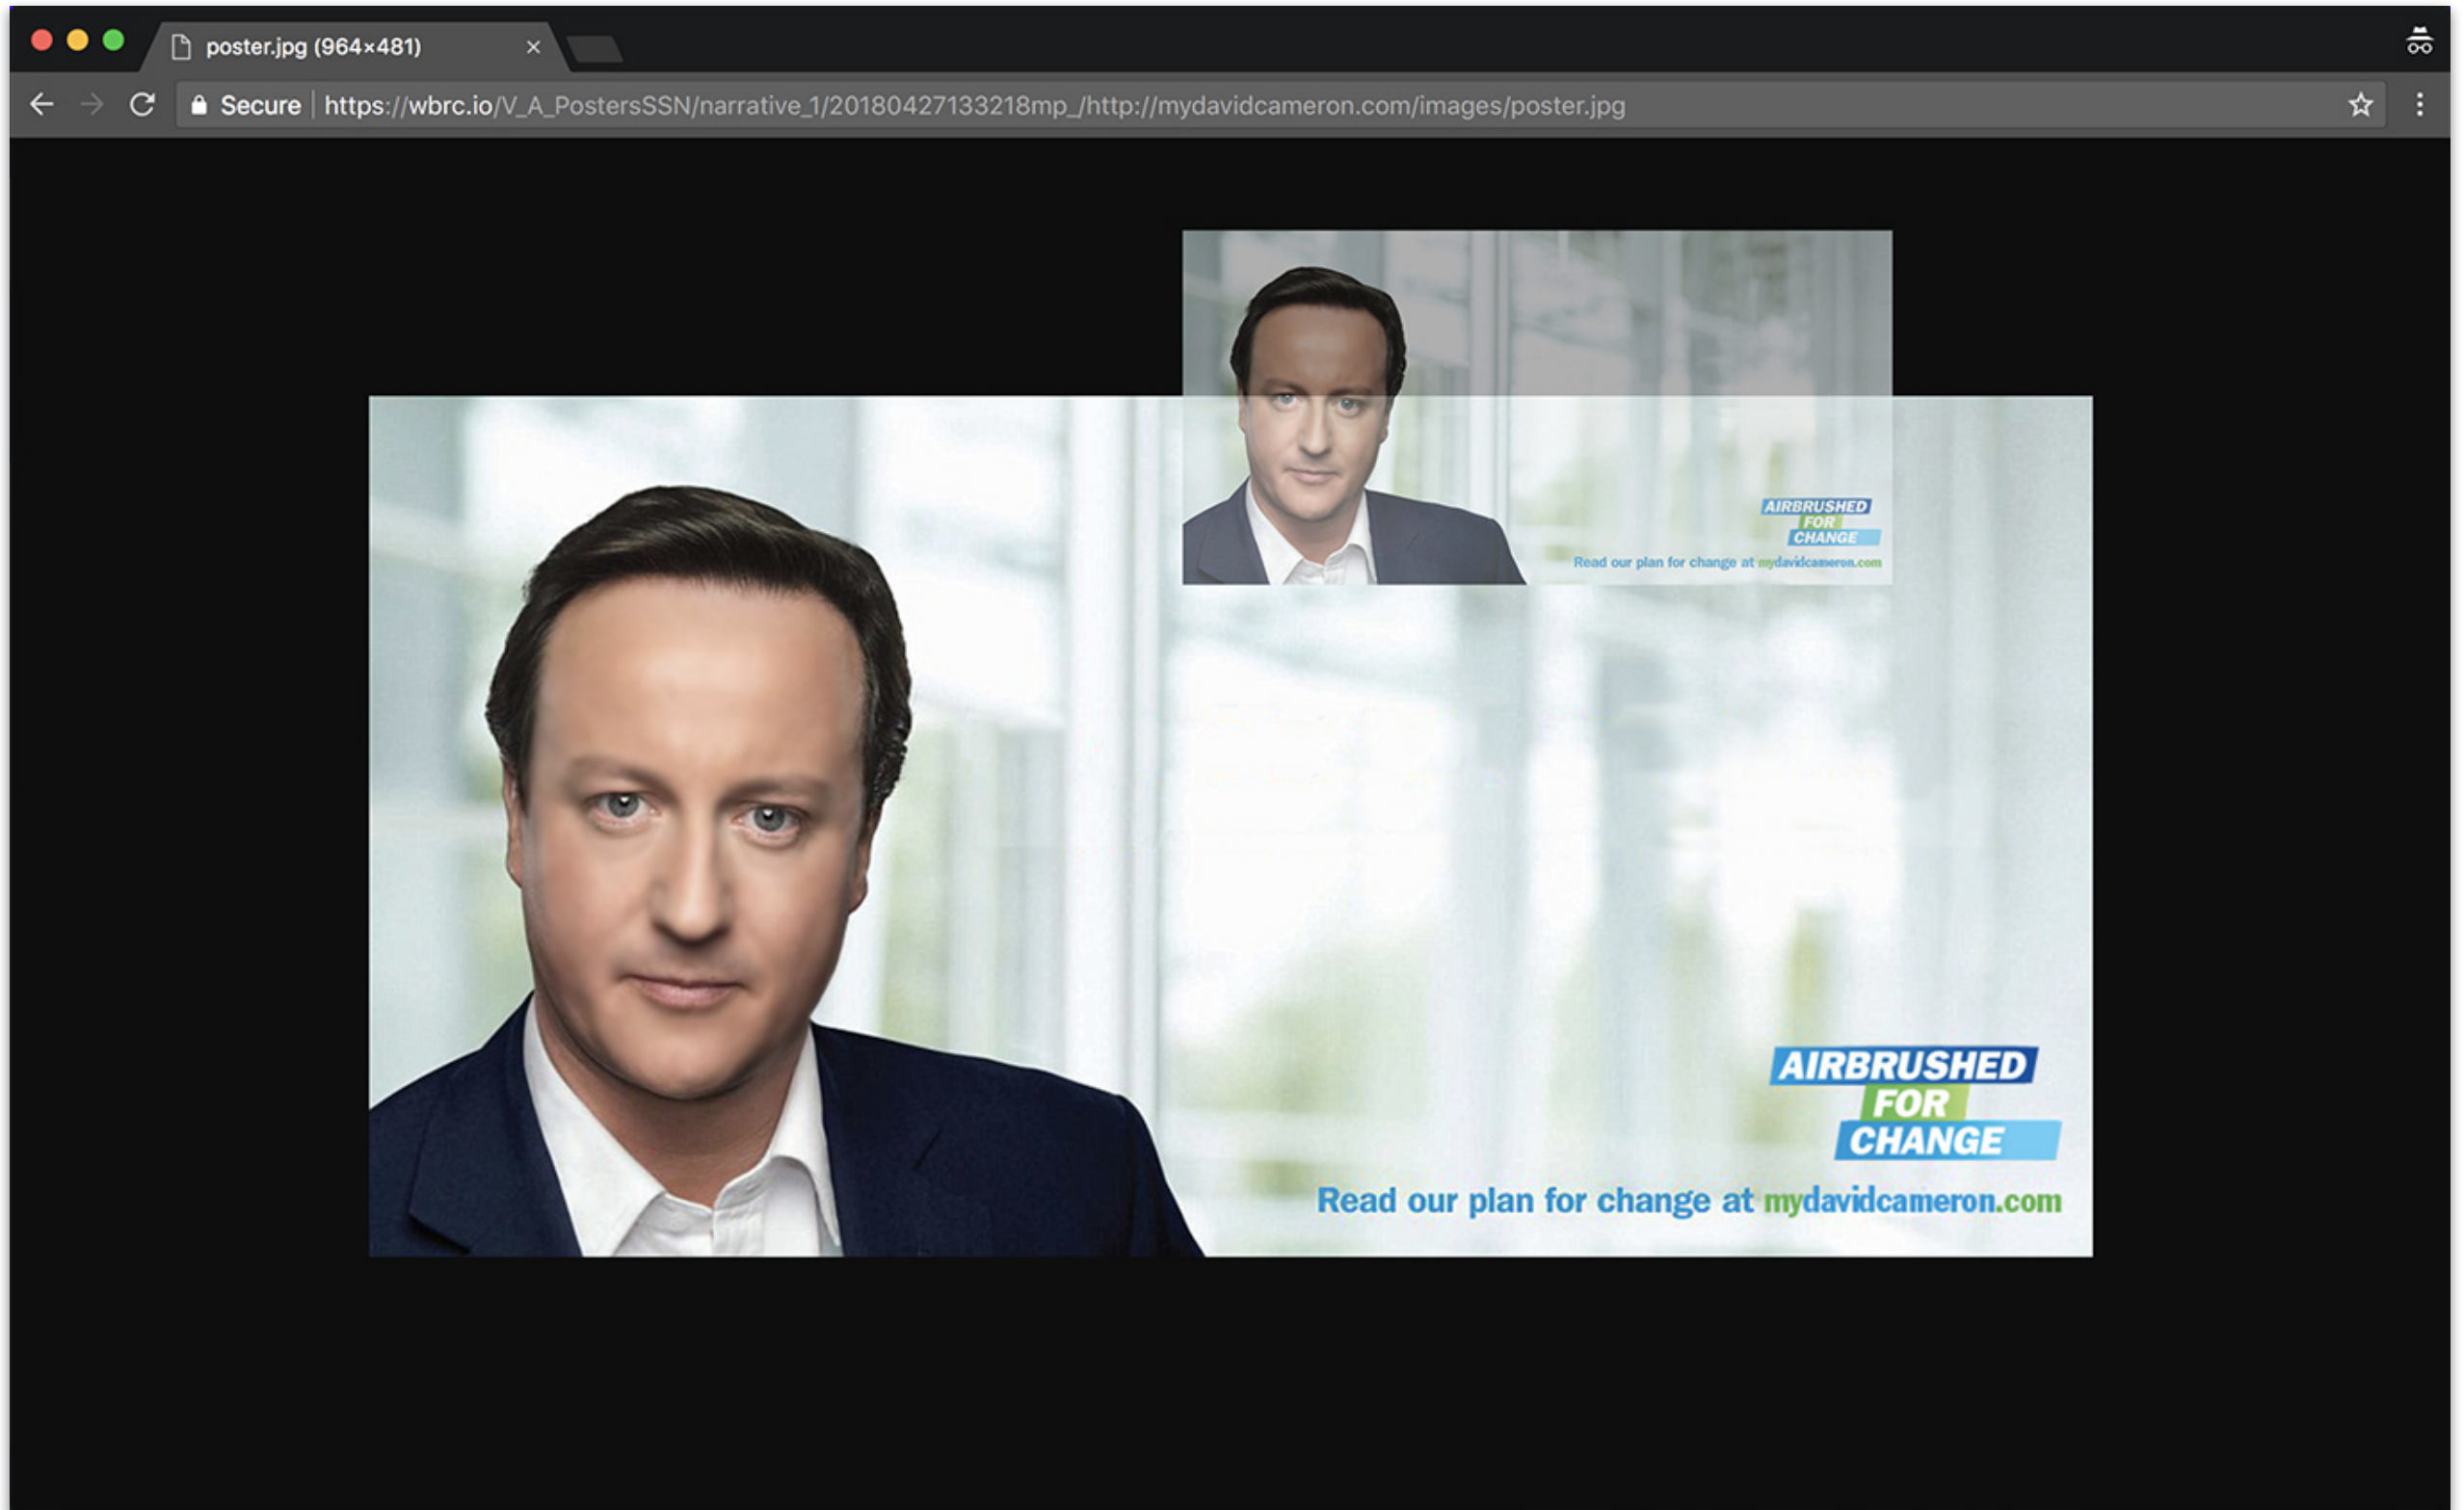 poster.jpg (964×481)
Secure https://wbrc.io/V_A_PostersSSN/narrative_1/20180427133218mp_/http://mydavidcameron.com/images/poster.jpg
AIRBRUSHED
FOR
CHANGE
Read our plan for change at mydavidcameron.com
AIRBRUSHED
FOR
CHANGE
Read our plan for change at mydavidcameron.com